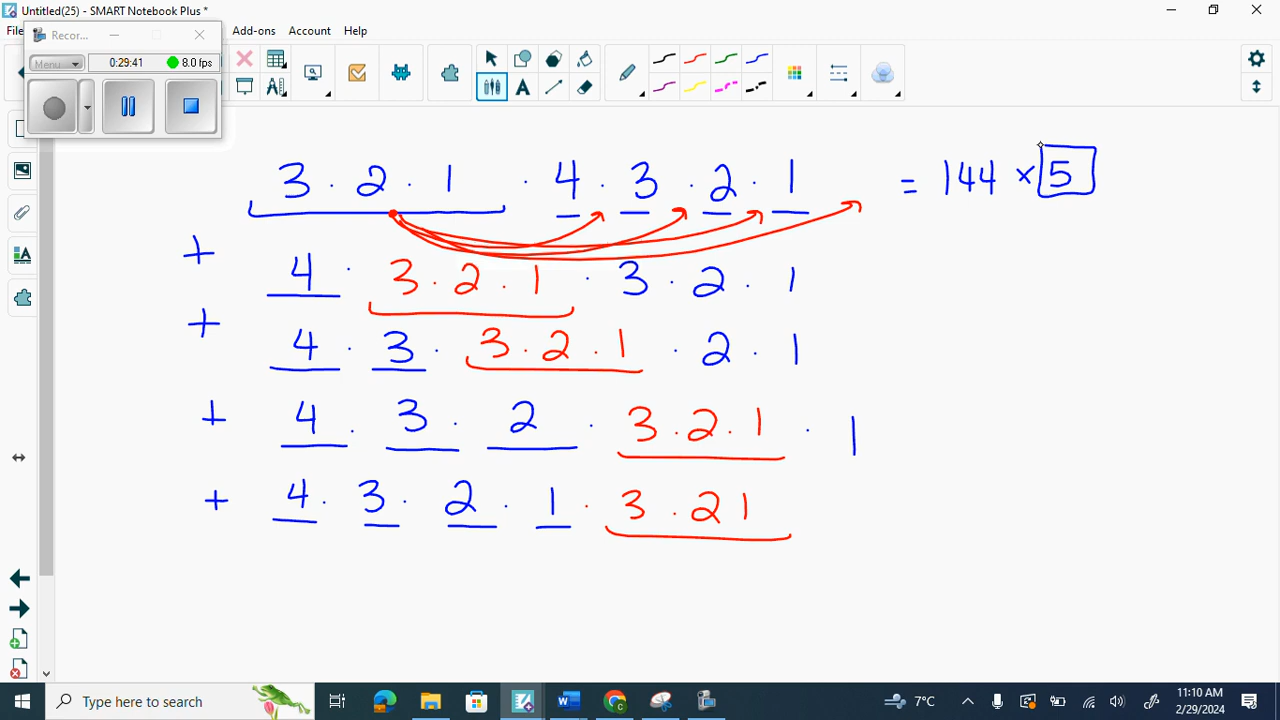 Untitled(25) - SMART Notebook Plus *
File Add-ons Account Help
Recor...
0:29:41 8.0 fps
Menu
3 · 2 · 1 · 4 · 3 · 2 · 1 = 144 × 5
+ 4 · 3 · 2 · 1 · 3 · 2 · 1
+ 4 · 3 · 3 · 2 · 1 · 2 · 1
+ 4 · 3 · 2 · 3 · 2 · 1 · 1
+ 4 · 3 · 2 · 1 · 3 · 2 1
Type here to search
7°C
11:10 AM
2/29/2024